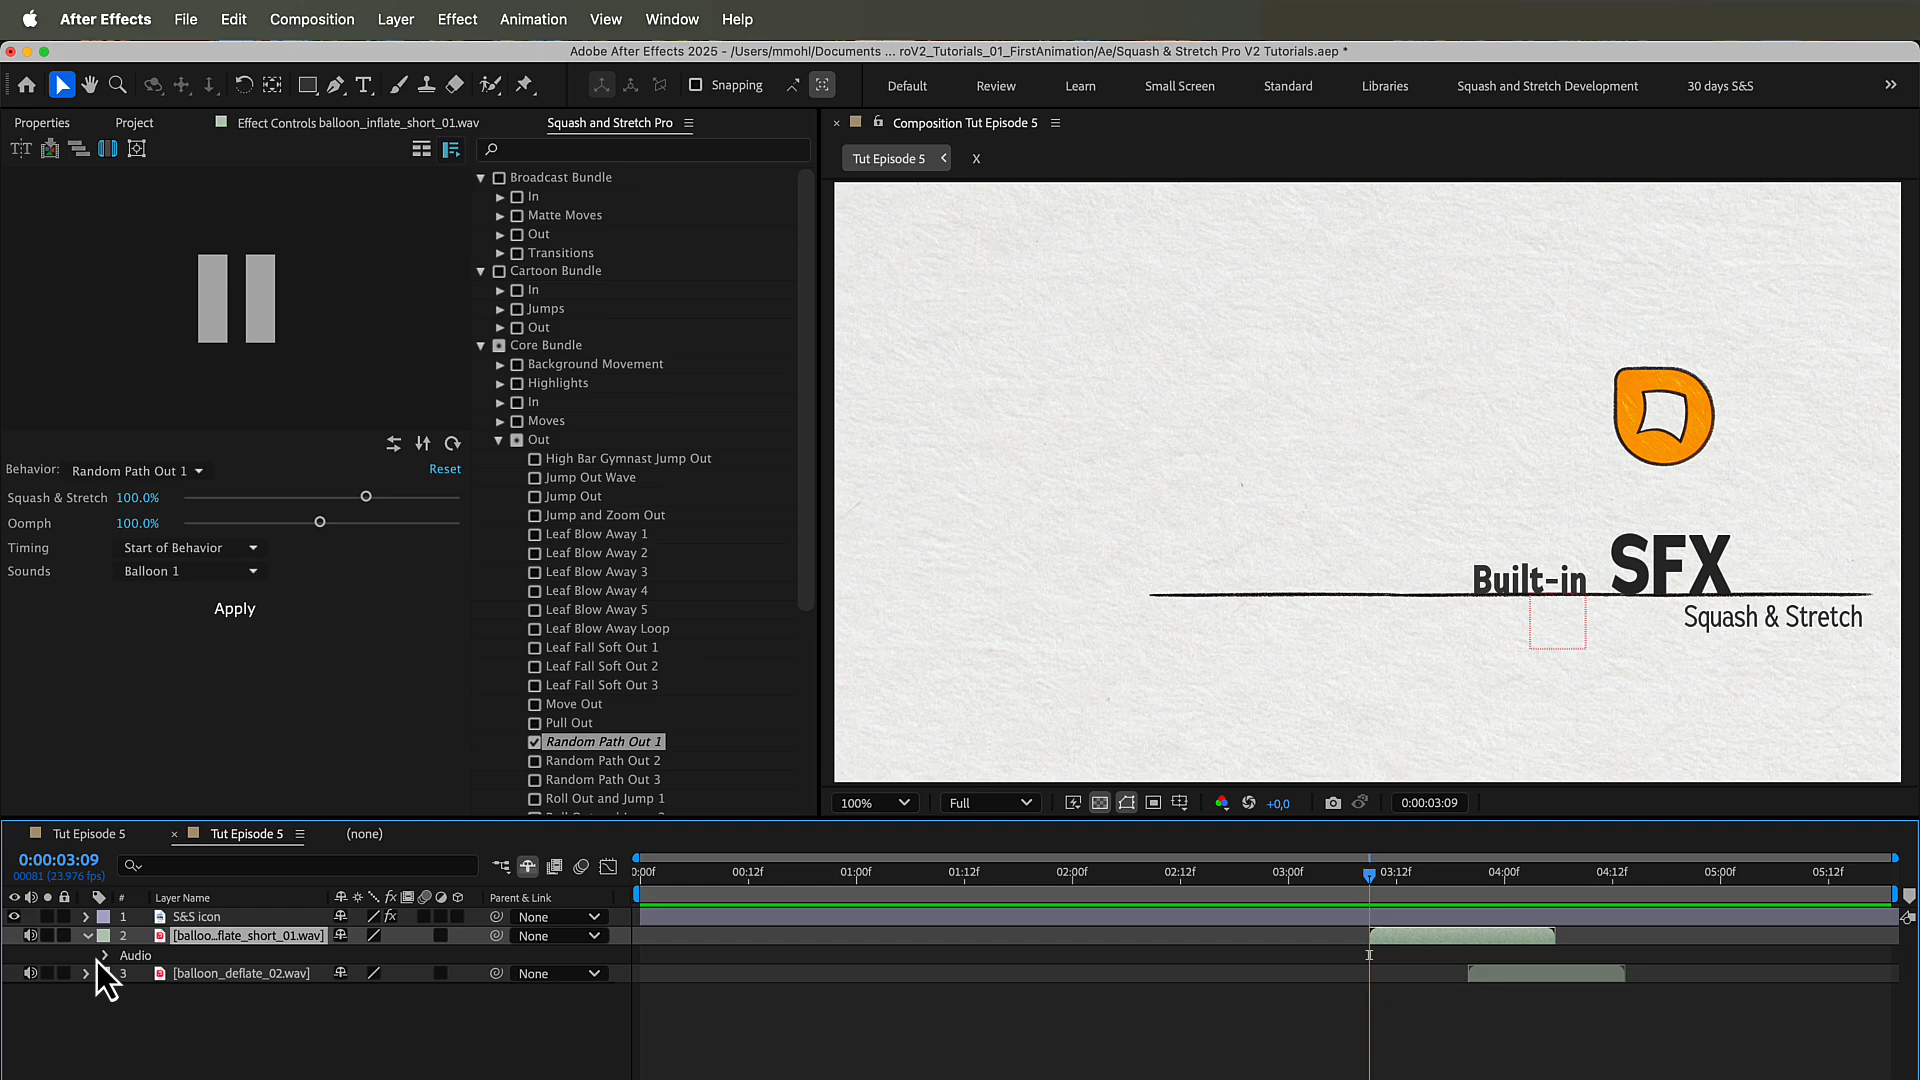 After Effects File Edit Composition Layer Effect Animation View Window Help
Adobe After Effects 2025 - /Users/mmohl/Documents ... roV2_Tutorials_01_FirstAnimation/Ae/Squash & Stretch Pro V2 Tutorials.aep *
Snapping Default Review Learn Small Screen Standard Libraries Squash and Stretch Development 30 days S&S
Properties Project Effect Controls balloon_inflate_short_01.wav Squash and Stretch Pro
Composition Tut Episode 5
Tut Episode 5 X
Broadcast Bundle
In
Matte Moves
Out
Transitions
Cartoon Bundle
In
Jumps
Out
Core Bundle
Background Movement
Highlights
In
Moves
Out
High Bar Gymnast Jump Out
Jump Out Wave
Jump Out
Jump and Zoom Out
Leaf Blow Away 1
Leaf Blow Away 2
Leaf Blow Away 3
Leaf Blow Away 4
Leaf Blow Away 5
Leaf Blow Away Loop
Leaf Fall Soft Out 1
Leaf Fall Soft Out 2
Leaf Fall Soft Out 3
Move Out
Pull Out
Random Path Out 1
Random Path Out 2
Random Path Out 3
Roll Out and Jump 1
Behavior: Random Path Out 1 Reset
Squash & Stretch 100.0%
Oomph 100.0%
Timing Start of Behavior
Sounds Balloon 1
Apply
Built-in SFX
Squash & Stretch
100% Full +0,0 0:00:03:09
Tut Episode 5 Tut Episode 5 (none)
0:00:03:09
00081 (23.976 fps)
:00f 00:12f 01:00f 01:12f 02:00f 02:12f 03:00f 03:12f 04:00f 04:12f 05:00f 05:12f
# Layer Name fx Parent & Link
1 S&S icon fx None
2 [balloo...flate_short_01.wav] None
Audio
3 [balloon_deflate_02.wav] None